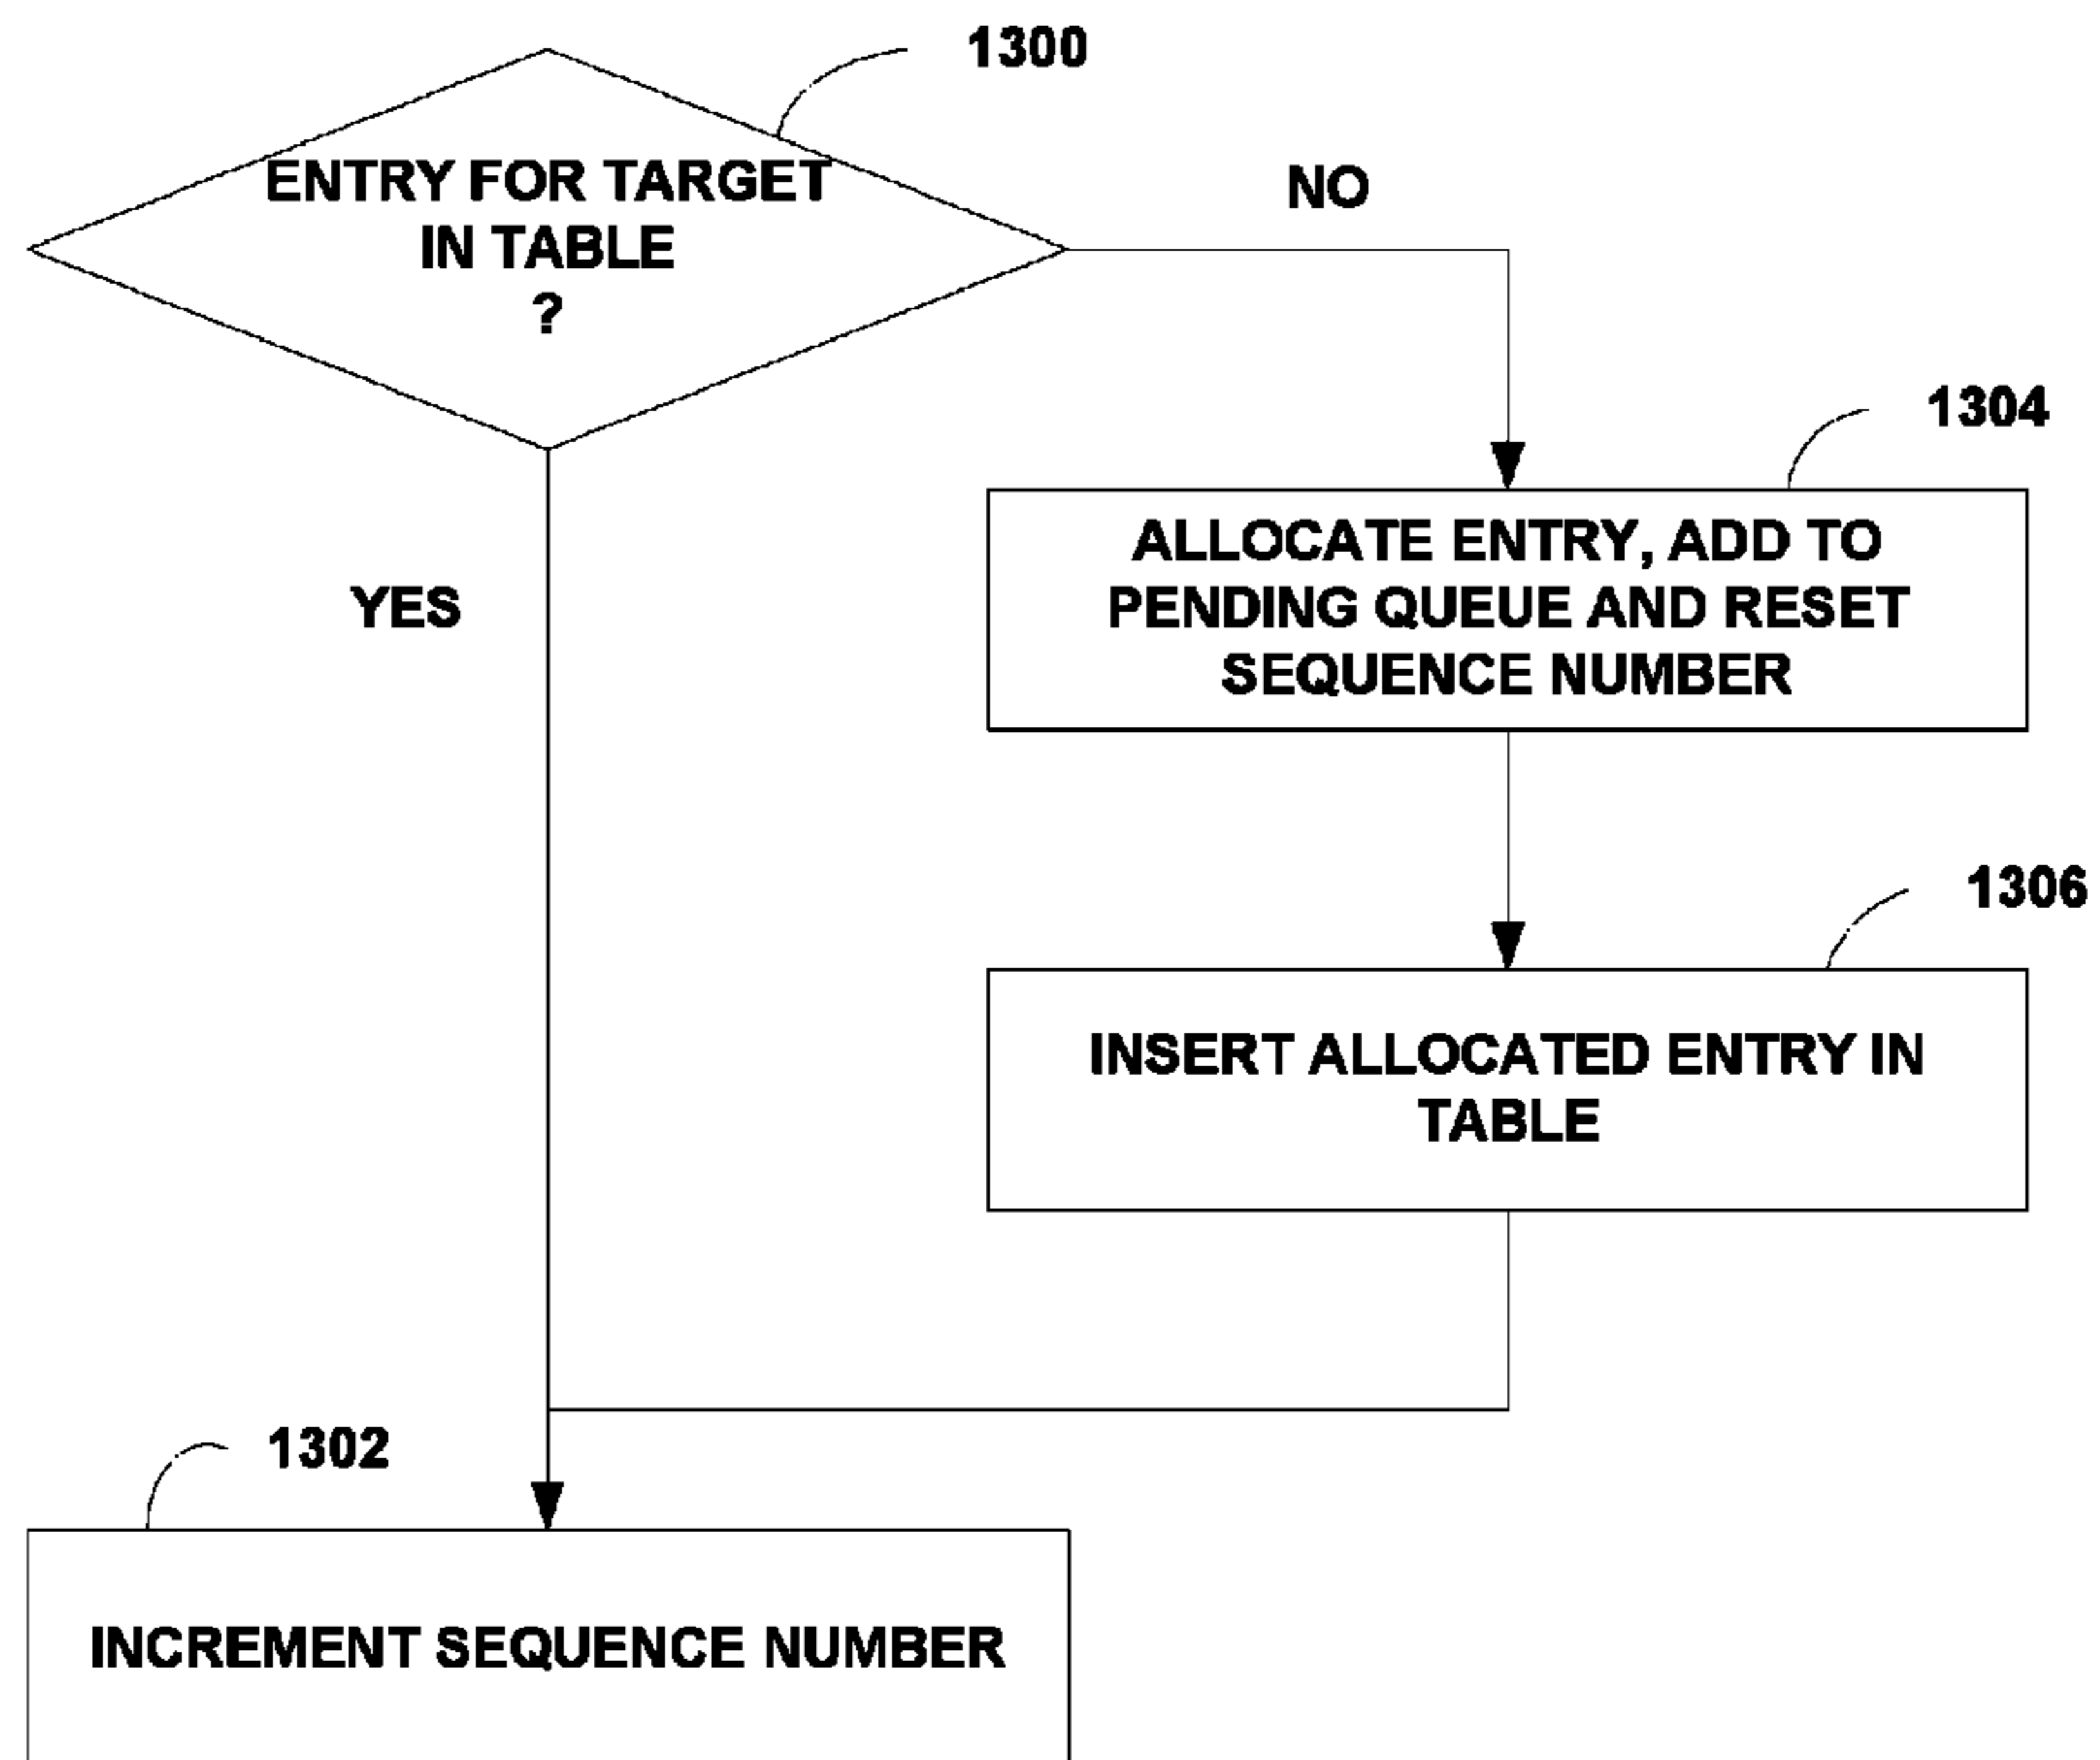 1300
ENTRY FOR TARGET
IN TABLE
?
NO
1304
ALLOCATE ENTRY, ADD TO
PENDING QUEUE AND RESET
SEQUENCE NUMBER
YES
1306
INSERT ALLOCATED ENTRY IN
TABLE
1302
INCREMENT SEQUENCE NUMBER